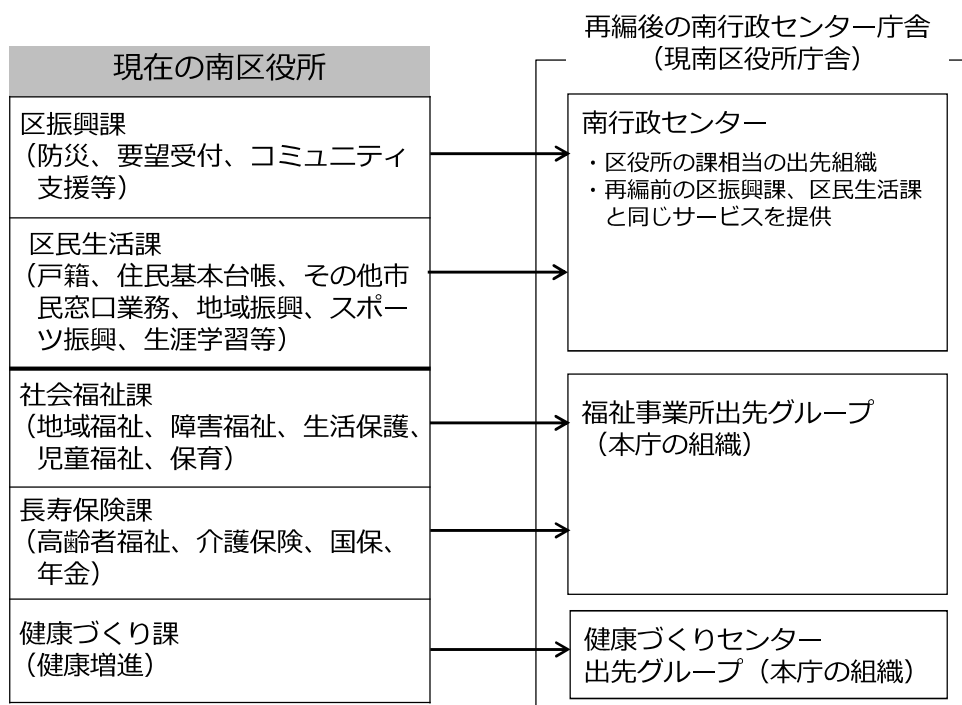 現在の南区役所
区振興課
（防災、要望受付、コミュニティ
支援等）
区民生活課
（戸籍、住民基本台帳、その他市
民窓口業務、地域振興、スポー
ツ振興、生涯学習等）
社会福祉課
（地域福祉、障害福祉、生活保護、
児童福祉、保育）
長寿保険課
（高齢者福祉、介護保険、国保、
年金）
健康づくり課
（健康増進）
再編後の南行政センター庁舎
（現南区役所庁舎）
南行政センター
・区役所の課相当の出先組織
・再編前の区振興課、区民生活課
と同じサービスを提供
福祉事業所出先グループ
（本庁の組織）
健康づくりセンター
出先グループ（本庁の組織）